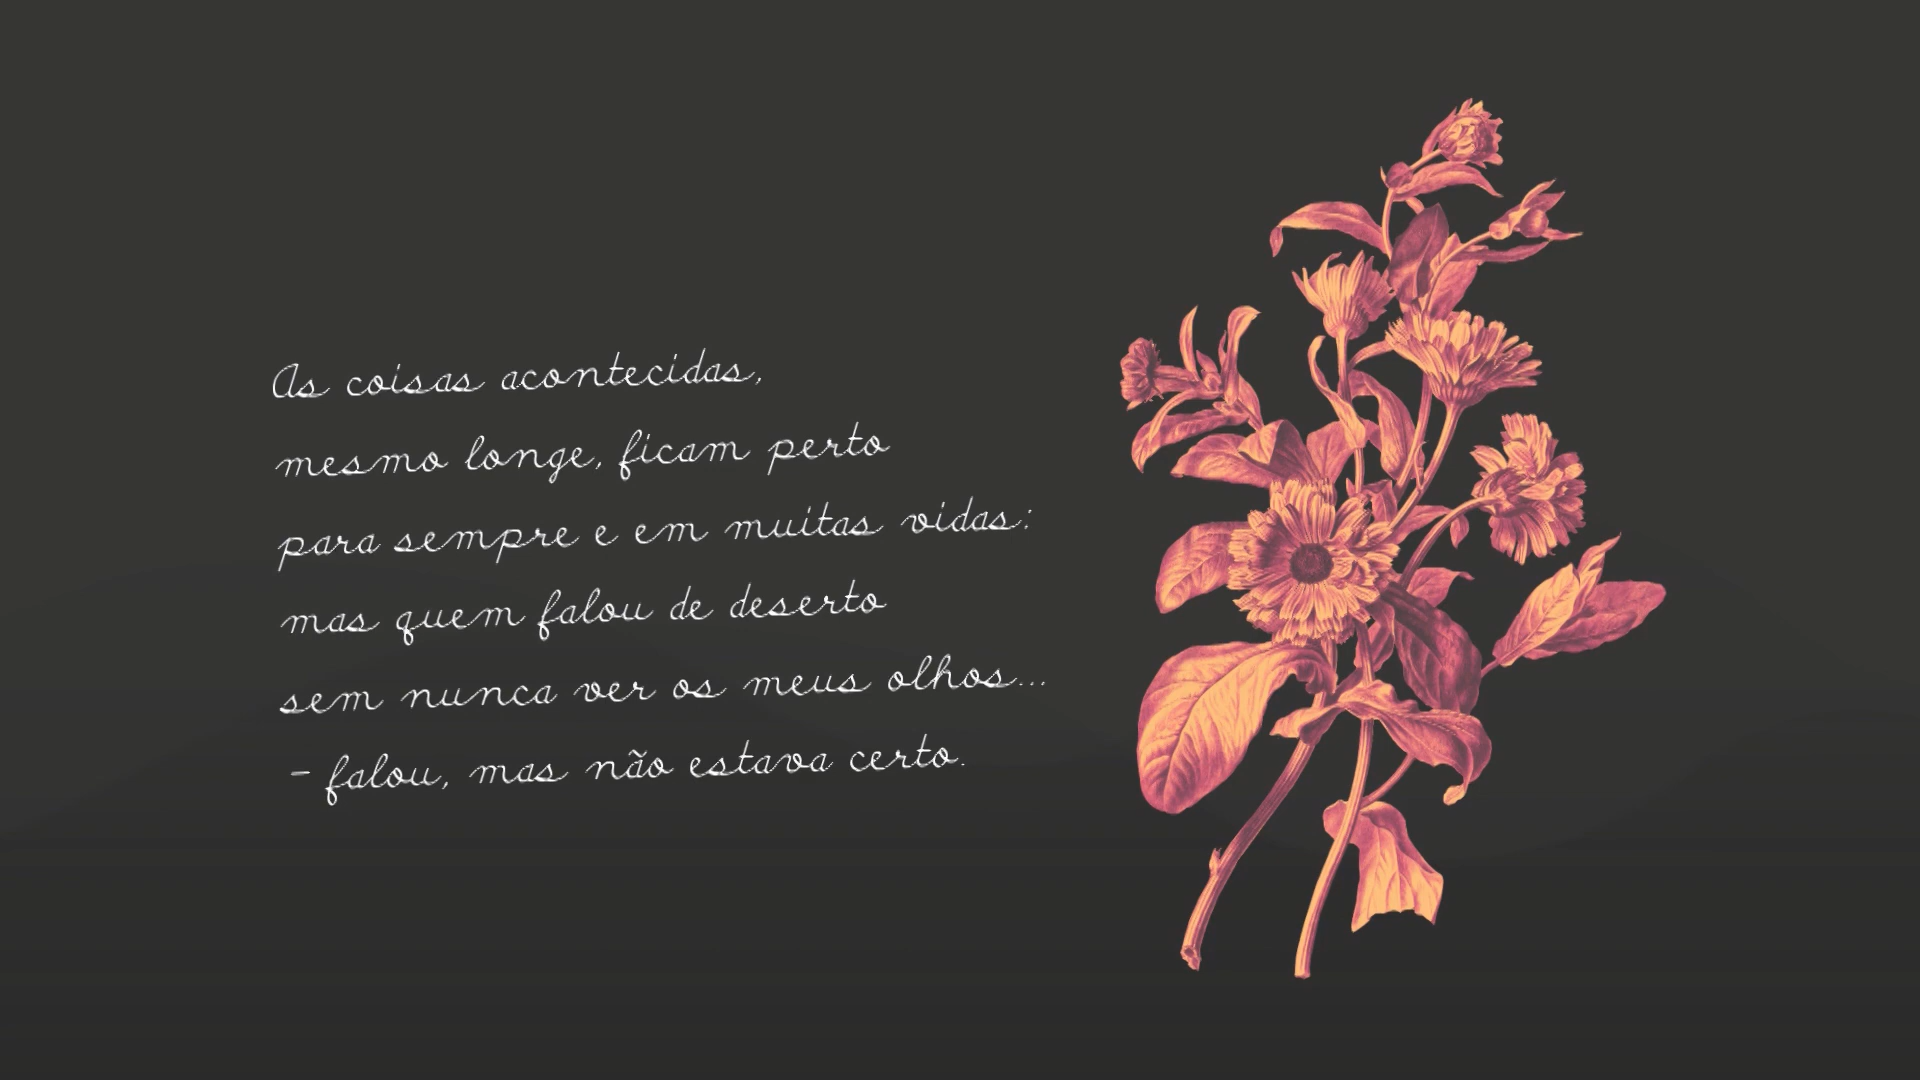 As coisas acontecidas,
mesmo longe, ficam perto
para sempre e em muitas vidas:
mas quem falou de deserto
sem nunca ver os meus olhos...
- falou, mas não estava certo.